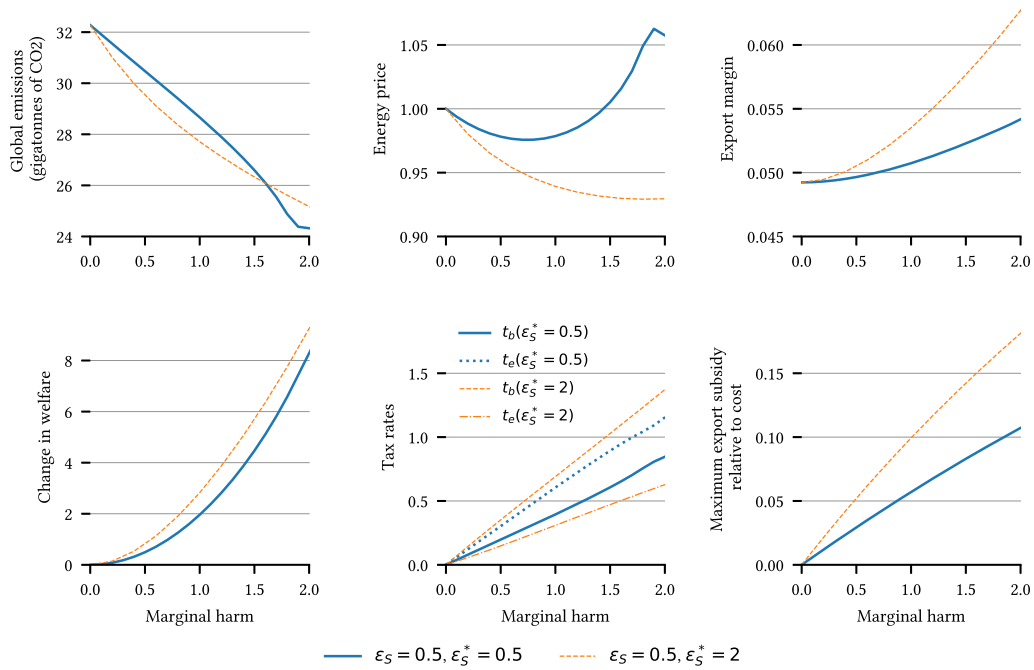 Global emissions
(gigatonnes of CO2)
32
30
28
26
24
0.0 0.5 1.0 1.5 2.0
Energy price
1.05
1.00
0.95
0.90
0.0 0.5 1.0 1.5 2.0
Export margin
0.060
0.055
0.050
0.045
0.0 0.5 1.0 1.5 2.0
Change in welfare
8
6
4
2
0
0.0 0.5 1.0 1.5 2.0
Marginal harm
Tax rates
t_b(ε_S^* = 0.5)
t_e(ε_S^* = 0.5)
t_b(ε_S^* = 2)
t_e(ε_S^* = 2)
1.5
1.0
0.5
0.0
0.0 0.5 1.0 1.5 2.0
Marginal harm
Maximum export subsidy
relative to cost
0.15
0.10
0.05
0.00
0.0 0.5 1.0 1.5 2.0
Marginal harm
ε_S = 0.5, ε_S^* = 0.5
ε_S = 0.5, ε_S^* = 2